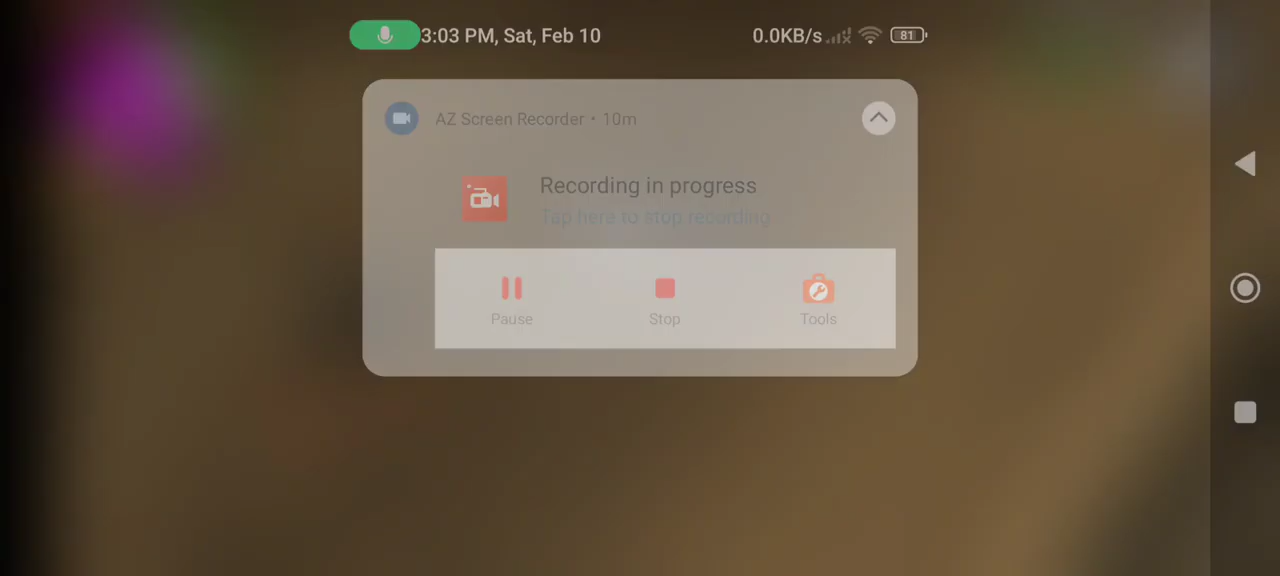 3:03 PM, Sat, Feb 10
0.0KB/s
81
AZ Screen Recorder • 10m
Recording in progress
Tap here to stop recording
Pause
Stop
Tools